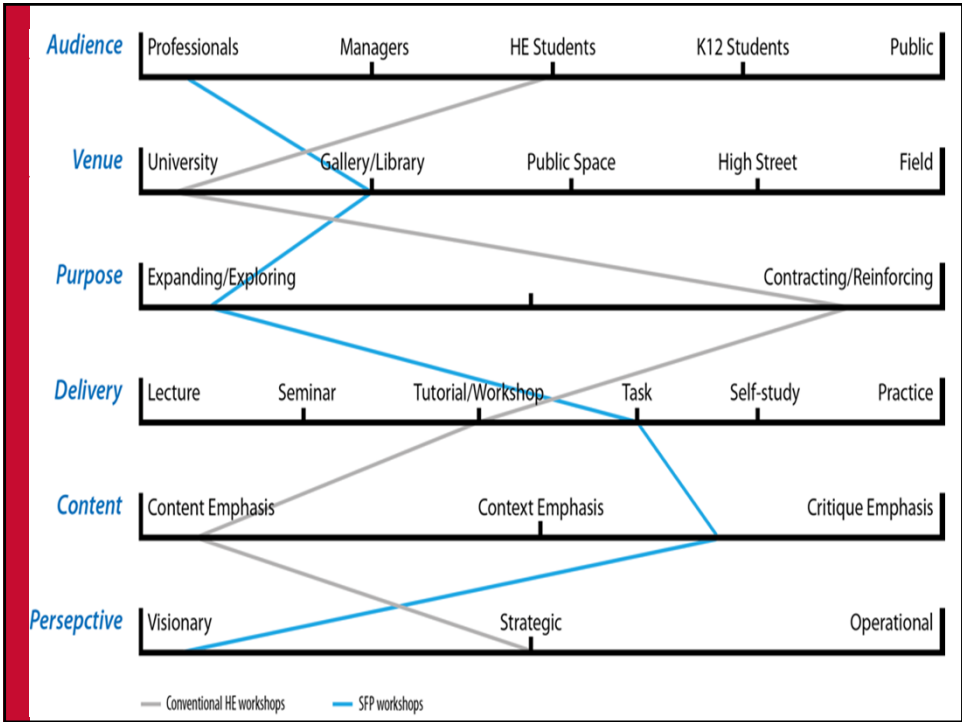 Audience Professionals Managers HE Students K12 Students Public
Venue University Gallery/Library Public Space High Street Field
Purpose Expanding/Exploring Contracting/Reinforcing
Delivery Lecture Seminar Tutorial/Workshop Task Self-study Practice
Content Content Emphasis Context Emphasis Critique Emphasis
Persepctive Visionary Strategic Operational
Conventional HE workshops SFP workshops